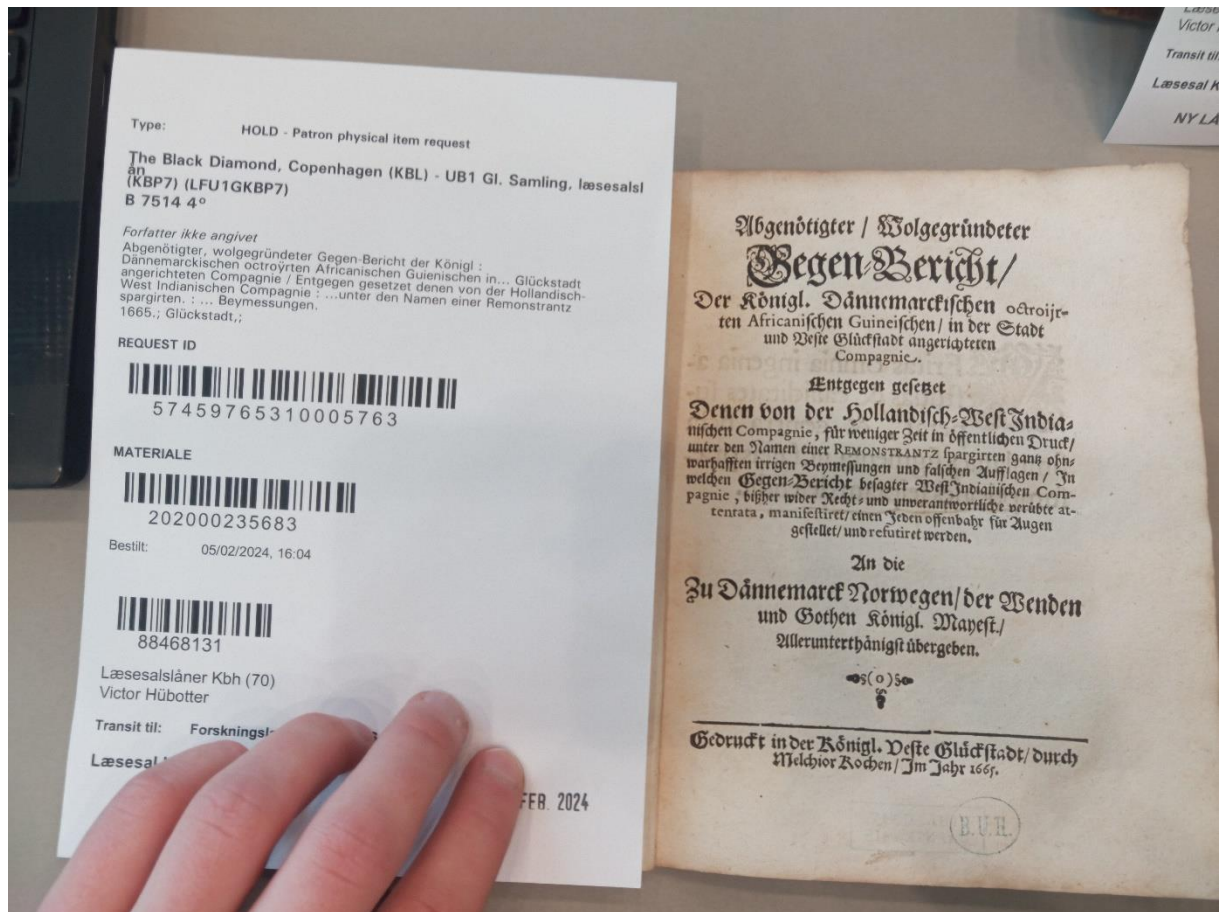 Type: HOLD - Patron physical item request
The Black Diamond, Copenhagen (KBL) - UB1 Gl. Samling, læsesalsl
ån
(KBP7) (LFU1GKBP7)
B 7514 4º
Forfatter ikke angivet
Abgenötigter, wolgegründeter Gegen-Bericht der Königl :
Dännemarckischen octroÿrten Africanischen Guienischen in... Glückstadt
angerichteten Compagnie / Entgegen gesetzet denen von der Hollandisch-
West Indianischen Compagnie : ...unter den Namen einer Remonstrantz
spargirten. : ... Beymessungen.
1665.; Glückstadt,;
REQUEST ID
57459765310005763
MATERIALE
202000235683
Bestilt: 05/02/2024, 16:04
88468131
Læsesalslåner Kbh (70)
Victor Hübotter
Transit til:
Læsesal
FEB. 2024
Abgenötigter / Wolgegründeter
Gegen-Bericht/
Der Königl. Dännemarckischen octroijr-
ten Africanischen Guineischen/ in der Stadt
und Veste Glückstadt angerichteten
Compagnie.
Entgegen gesetzet
Denen von der Hollandisch-West Jndia-
nischen Compagnie, für weniger Zeit in öffentlichen Druck/
unter den Namen einer REMONSTRANTZ spargirten gantz ohn-
warhafften irrigen Beymessungen und falschen Aufflagen / Jn
welchen Gegen-Bericht besagter West Jndianischen Com-
pagnie, bißher wider Recht- und unverantwortliche verübte at-
tentata, manifestiret/ einen Jeden offenbahr für Augen
gestellet/ und refutiret werden.
An die
Zu Dännemarck Norwegen/ der Wenden
und Gothen Königl. Mayest./
Allerunterthänigst übergeben.
(o)
Gedruckt in der Königl. Veste Glückstadt/ durch
Melchior Kochen/ Jm Jahr 1665.
B.U.H.
Victor
Transit til:
Læsesal K